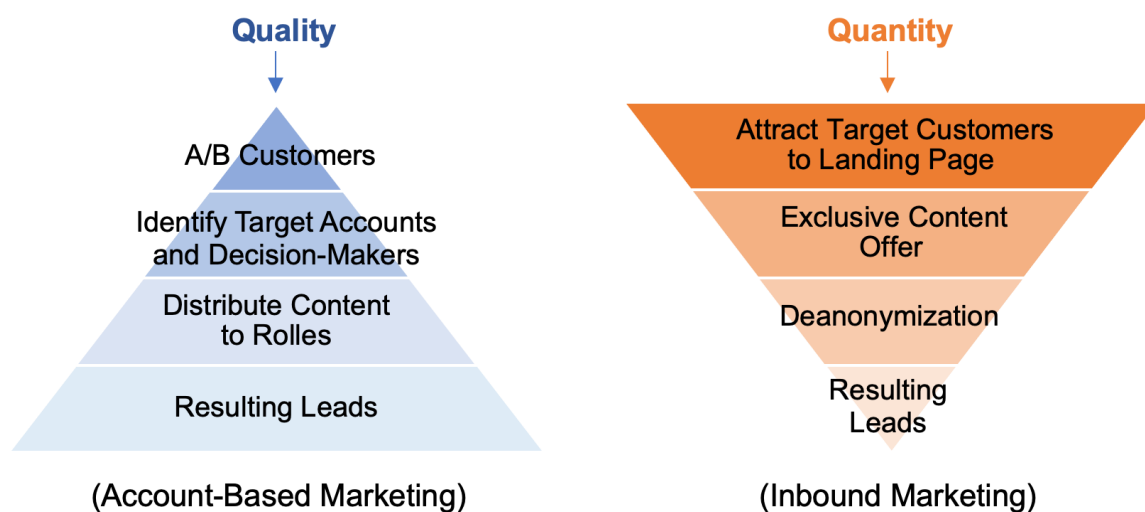 Quality
A/B Customers
Identify Target Accounts
and Decision-Makers
Distribute Content
to Rolles
Resulting Leads
(Account-Based Marketing)
Quantity
Attract Target Customers
to Landing Page
Exclusive Content
Offer
Deanonymization
Resulting
Leads
(Inbound Marketing)